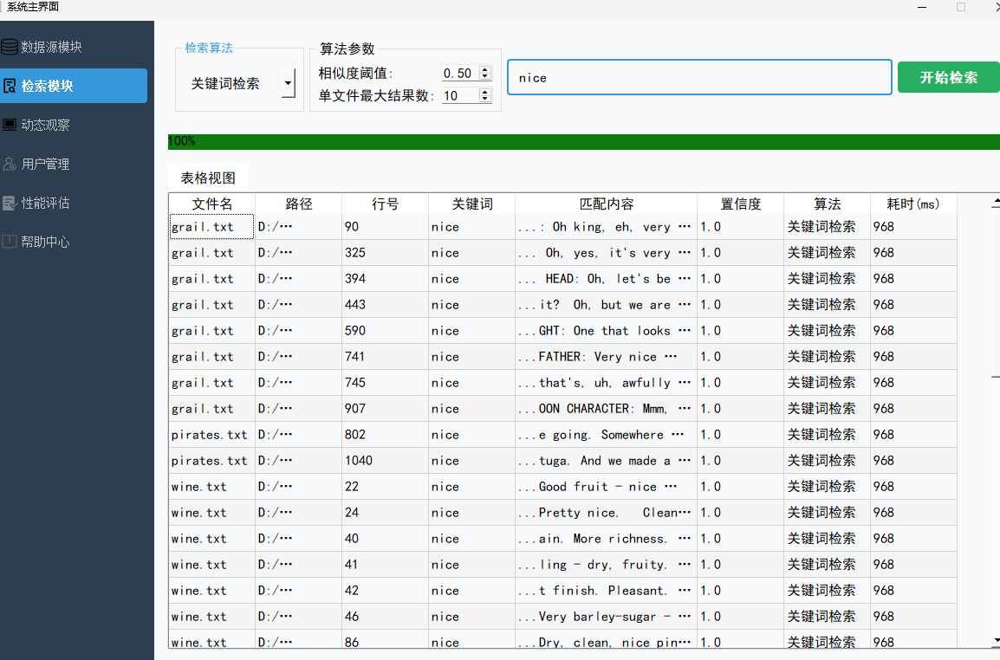 系统主界面
数据源模块
检索模块
动态观察
用户管理
性能评估
帮助中心
检索算法
关键词检索
算法参数
相似度阈值: 0.50
单文件最大结果数: 10
nice
开始检索
100%
表格视图
文件名 路径 行号 关键词 匹配内容 置信度 算法 耗时(ms)
grail.txt D:/… 90 nice ...: Oh king, eh, very … 1.0 关键词检索 968
grail.txt D:/… 325 nice ... Oh, yes, it's very … 1.0 关键词检索 968
grail.txt D:/… 394 nice ... HEAD: Oh, let's be … 1.0 关键词检索 968
grail.txt D:/… 443 nice ...it?  Oh, but we are … 1.0 关键词检索 968
grail.txt D:/… 590 nice ...GHT: One that looks … 1.0 关键词检索 968
grail.txt D:/… 741 nice ...FATHER: Very nice … 1.0 关键词检索 968
grail.txt D:/… 745 nice ...that's, uh, awfully … 1.0 关键词检索 968
grail.txt D:/… 907 nice ...OON CHARACTER: Mmm, … 1.0 关键词检索 968
pirates.txt D:/… 802 nice ...e going. Somewhere … 1.0 关键词检索 968
pirates.txt D:/… 1040 nice ...tuga. And we made a … 1.0 关键词检索 968
wine.txt D:/… 22 nice ...Good fruit - nice … 1.0 关键词检索 968
wine.txt D:/… 24 nice ...Pretty nice.   Clean… 1.0 关键词检索 968
wine.txt D:/… 40 nice ...ain. More richness. … 1.0 关键词检索 968
wine.txt D:/… 41 nice ...ling - dry, fruity. … 1.0 关键词检索 968
wine.txt D:/… 42 nice ...t finish. Pleasant. … 1.0 关键词检索 968
wine.txt D:/… 46 nice ...Very barley-sugar - … 1.0 关键词检索 968
wine.txt D:/… 86 nice ...Dry, clean, nice pin… 1.0 关键词检索 968